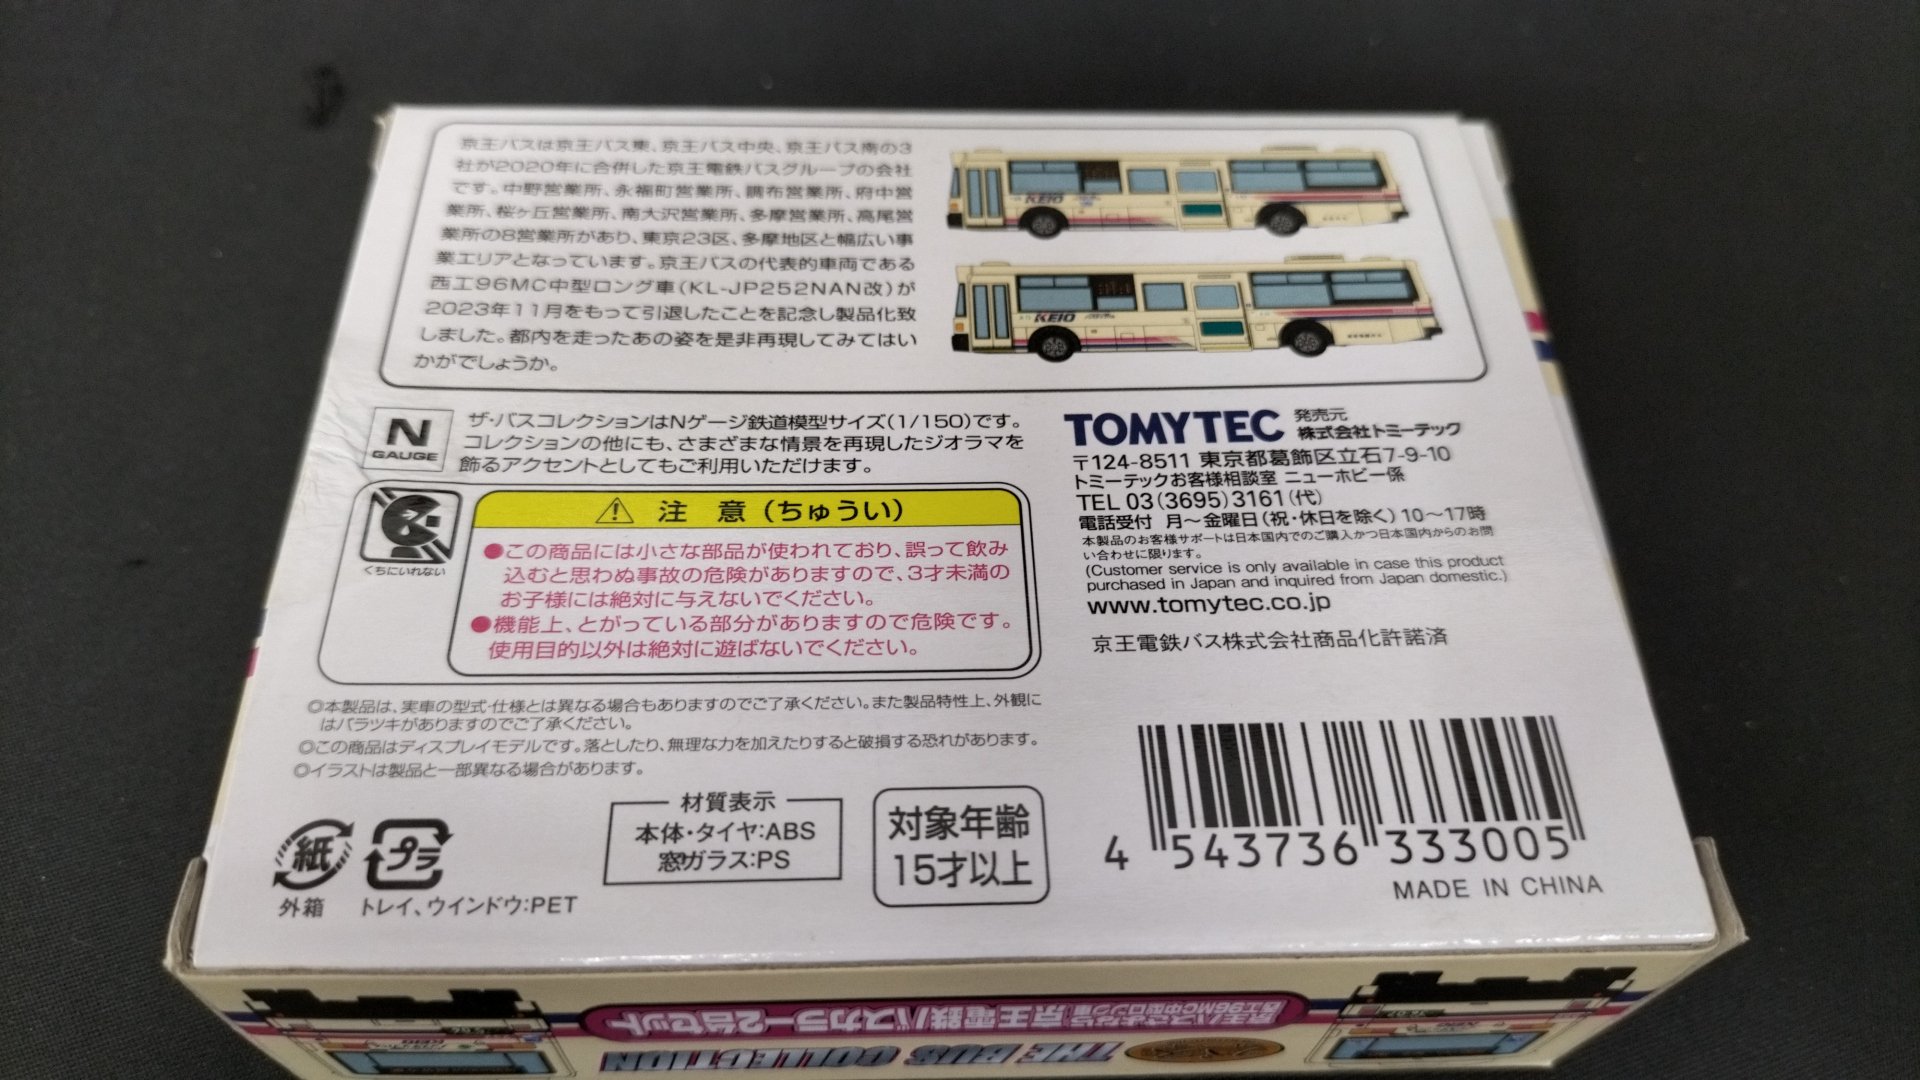 京王バスは京王バス東、京王バス中央、京王バス南の3
社が2020年に合併した京王電鉄バスグループの会社
です。中野営業所、永福町営業所、調布営業所、府中営
業所、桜ヶ丘営業所、南大沢営業所、多摩営業所、高尾営
業所の8営業所があり、東京23区、多摩地区と幅広い事
業エリアとなっています。京王バスの代表的車両である
西工96MC中型ロング車(KL-JP252NAN改)が
2023年11月をもって引退したことを記念し製品化致
しました。都内を走ったあの姿を是非再現してみてはい
かがでしょうか。
KEIO
KEIO
N
GAUGE
ザ・バスコレクションはNゲージ鉄道模型サイズ(1/150)です。
コレクションの他にも、さまざまな情景を再現したジオラマを
飾るアクセントとしてもご利用いただけます。
くちにいれない
注 意(ちゅうい)
●この商品には小さな部品が使われており、誤って飲み
込むと思わぬ事故の危険がありますので、3才未満の
お子様には絶対に与えないでください。
●機能上、とがっている部分がありますので危険です。
使用目的以外は絶対に遊ばないでください。
TOMYTEC 発売元
株式会社トミーテック
〒124-8511 東京都葛飾区立石7-9-10
トミーテックお客様相談室 ニューホビー係
TEL 03(3695)3161(代)
電話受付 月〜金曜日(祝・休日を除く)10〜17時
本製品のお客様サポートは日本国内でのご購入かつ日本国内からのお問
い合わせに限ります。
(Customer service is only available in case this product
purchased in Japan and inquired from Japan domestic.)
www.tomytec.co.jp
京王電鉄バス株式会社商品化許諾済
◎本製品は、実車の型式・仕様とは異なる場合もありますのでご了承ください。また製品特性上、外観に
はバラツキがありますのでご了承ください。
◎この商品はディスプレイモデルです。落としたり、無理な力を加えたりすると破損する恐れがあります。
◎イラストは製品と一部異なる場合があります。
紙
外箱
プラ
トレイ、ウインドウ:PET
材質表示
本体・タイヤ:ABS
窓ガラス:PS
対象年齢
15才以上
4 543736 333005
MADE IN CHINA
京王バスさよなら西工96MC中型ロング車 京王電鉄バスカラー2台セット
THE BUS COLLECTION
KEIO